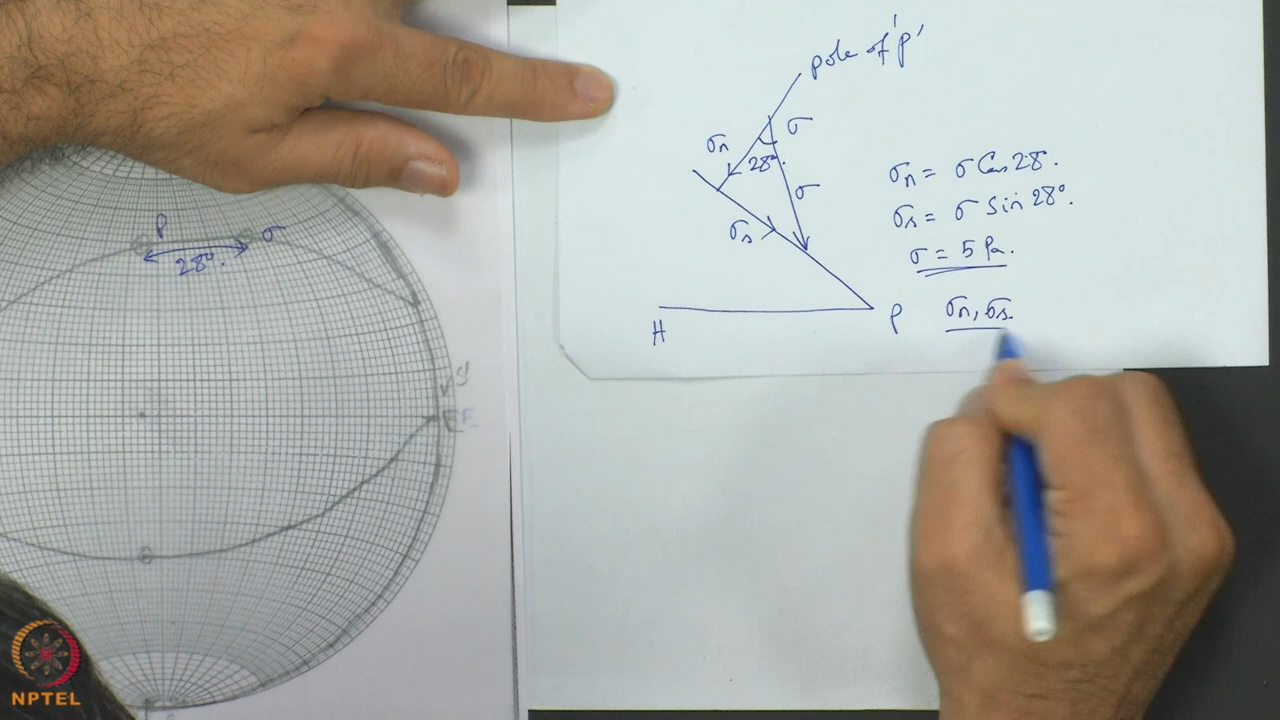 pole of 'p'
σn
σ
28°.
σ
σs
H
P
σn = σ Cos 28.
σs = σ Sin 28°.
σ = 5 Pa.
σn, σs.
P
σ
28°.
E
NPTEL